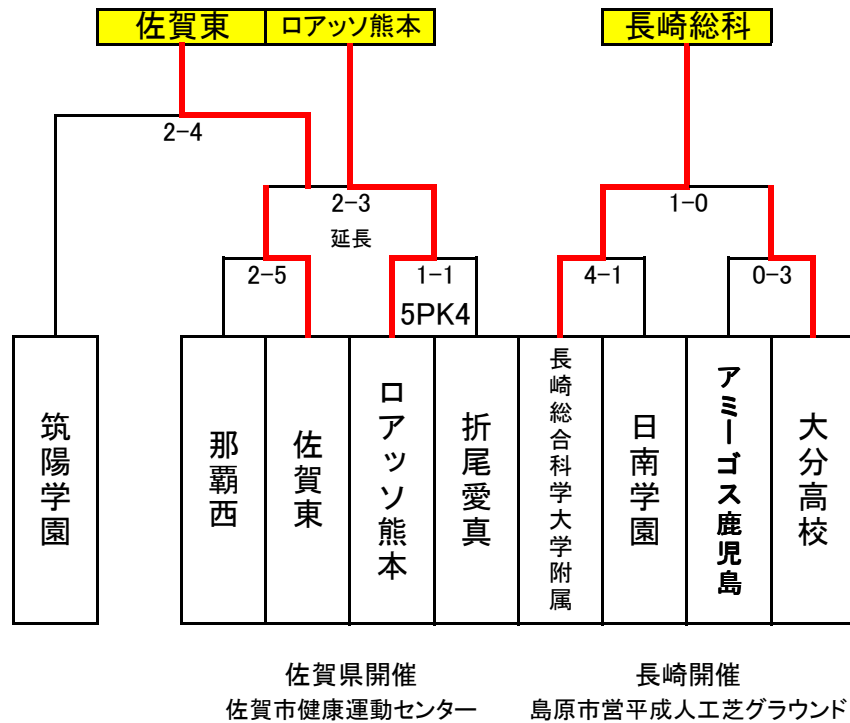 佐賀東 ロアッソ熊本 長崎総科
2-4
2-3 1-0
延長
2-5 1-1 4-1 0-3
5PK4
筑陽学園
那覇西
佐賀東
ロアッソ熊本
折尾愛真
長崎総合科学大学附属
日南学園
アミーゴス鹿児島
大分高校
佐賀県開催 長崎開催
佐賀市健康運動センター 島原市営平成人工芝グラウンド